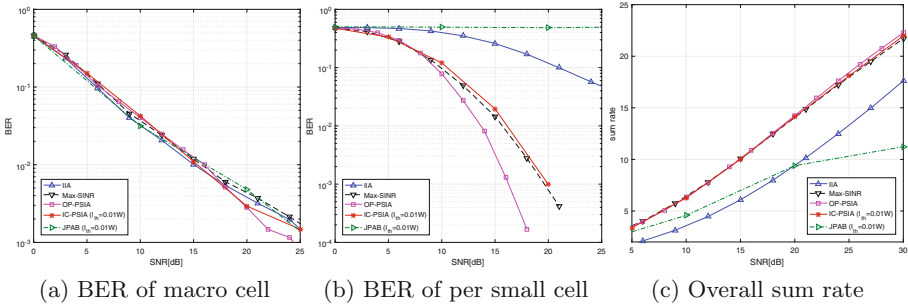 10^0
10^-1
10^-2
10^-3
BER
0 5 10 15 20 25
SNR[dB]
IIA
Max-SINR
OP-PSIA
IC-PSIA (I_th=0.01W)
JPAB (I_th=0.01W)
(a) BER of macro cell
10^0
10^-1
10^-2
10^-3
10^-4
BER
0 5 10 15 20 25
SNR[dB]
IIA
Max-SINR
OP-PSIA
IC-PSIA (I_th=0.01W)
JPAB (I_th=0.01W)
(b) BER of per small cell
25
20
15
10
5
sum rate
5 10 15 20 25 30
SNR[dB]
IIA
Max-SINR
OP-PSIA
IC-PSIA (I_th=0.01W)
JPAB (I_th=0.01W)
(c) Overall sum rate